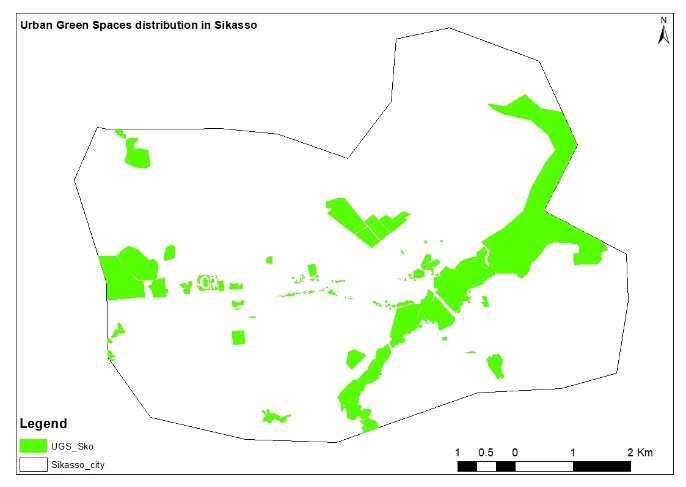 Urban Green Spaces distribution in Sikasso
N
Legend
UGS_Sko
Sikasso_city
1 0.5 0 1 2 Km